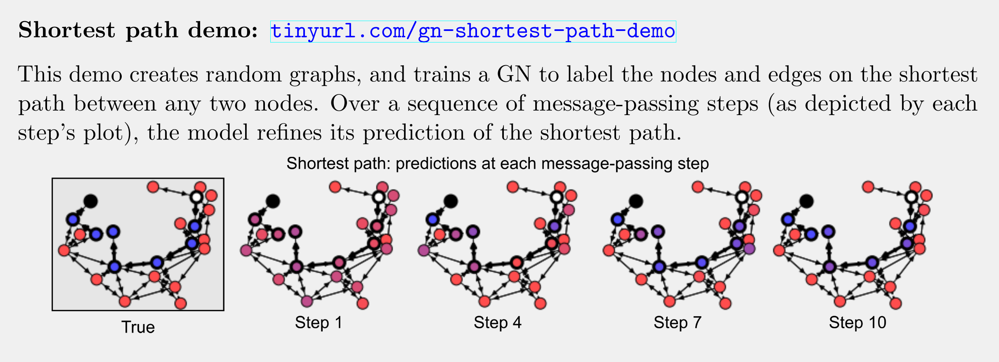 Shortest path demo: tinyurl.com/gn-shortest-path-demo
This demo creates random graphs, and trains a GN to label the nodes and edges on the shortest
path between any two nodes. Over a sequence of message-passing steps (as depicted by each
step's plot), the model refines its prediction of the shortest path.
Shortest path: predictions at each message-passing step
True Step 1 Step 4 Step 7 Step 10